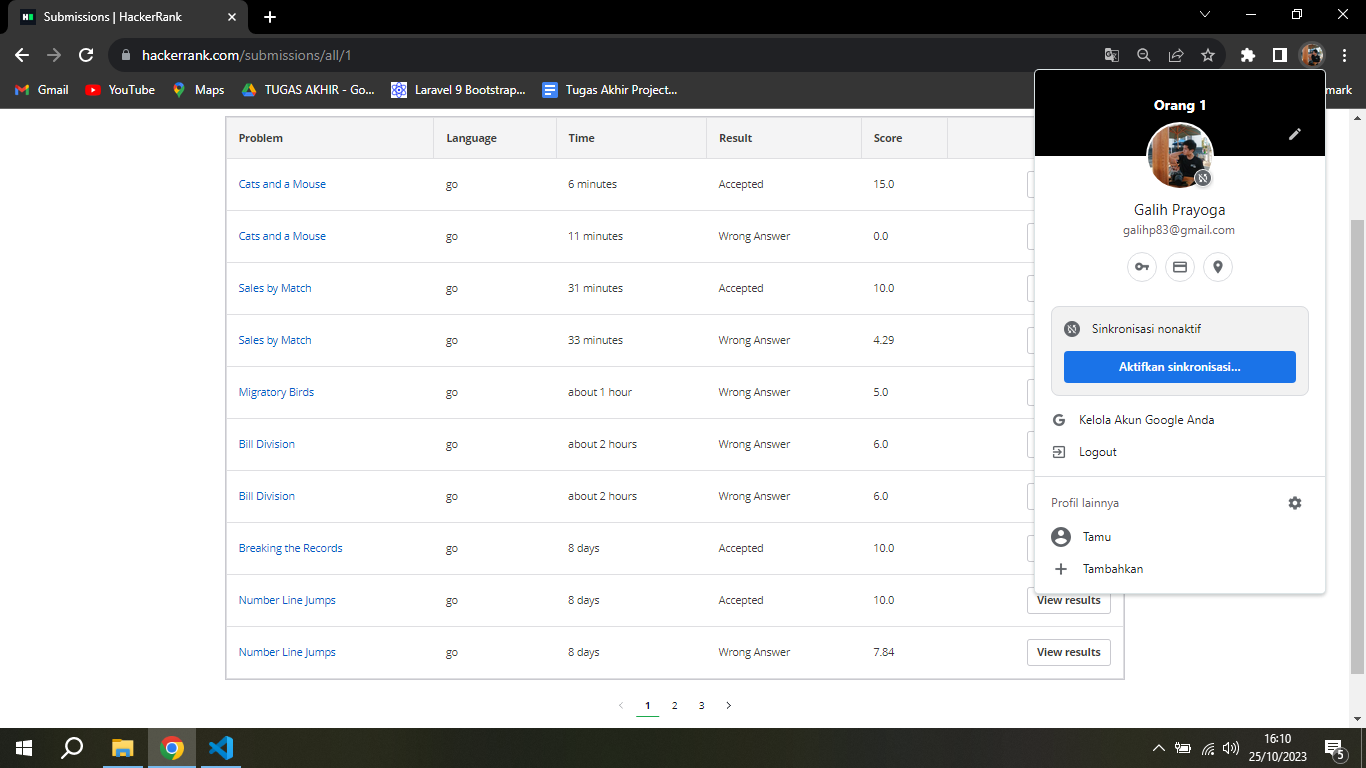 Submissions | HackerRank
hackerrank.com/submissions/all/1
Gmail YouTube Maps TUGAS AKHIR - Go... Laravel 9 Bootstrap... Tugas Akhir Project... mark
Problem Language Time Result Score
Cats and a Mouse go 6 minutes Accepted 15.0
Cats and a Mouse go 11 minutes Wrong Answer 0.0
Sales by Match go 31 minutes Accepted 10.0
Sales by Match go 33 minutes Wrong Answer 4.29
Migratory Birds go about 1 hour Wrong Answer 5.0
Bill Division go about 2 hours Wrong Answer 6.0
Bill Division go about 2 hours Wrong Answer 6.0
Breaking the Records go 8 days Accepted 10.0
Number Line Jumps go 8 days Accepted 10.0 View results
Number Line Jumps go 8 days Wrong Answer 7.84 View results
1 2 3
Orang 1
Galih Prayoga
galihp83@gmail.com
Sinkronisasi nonaktif
Aktifkan sinkronisasi...
Kelola Akun Google Anda
Logout
Profil lainnya
Tamu
Tambahkan
16:10
25/10/2023
5